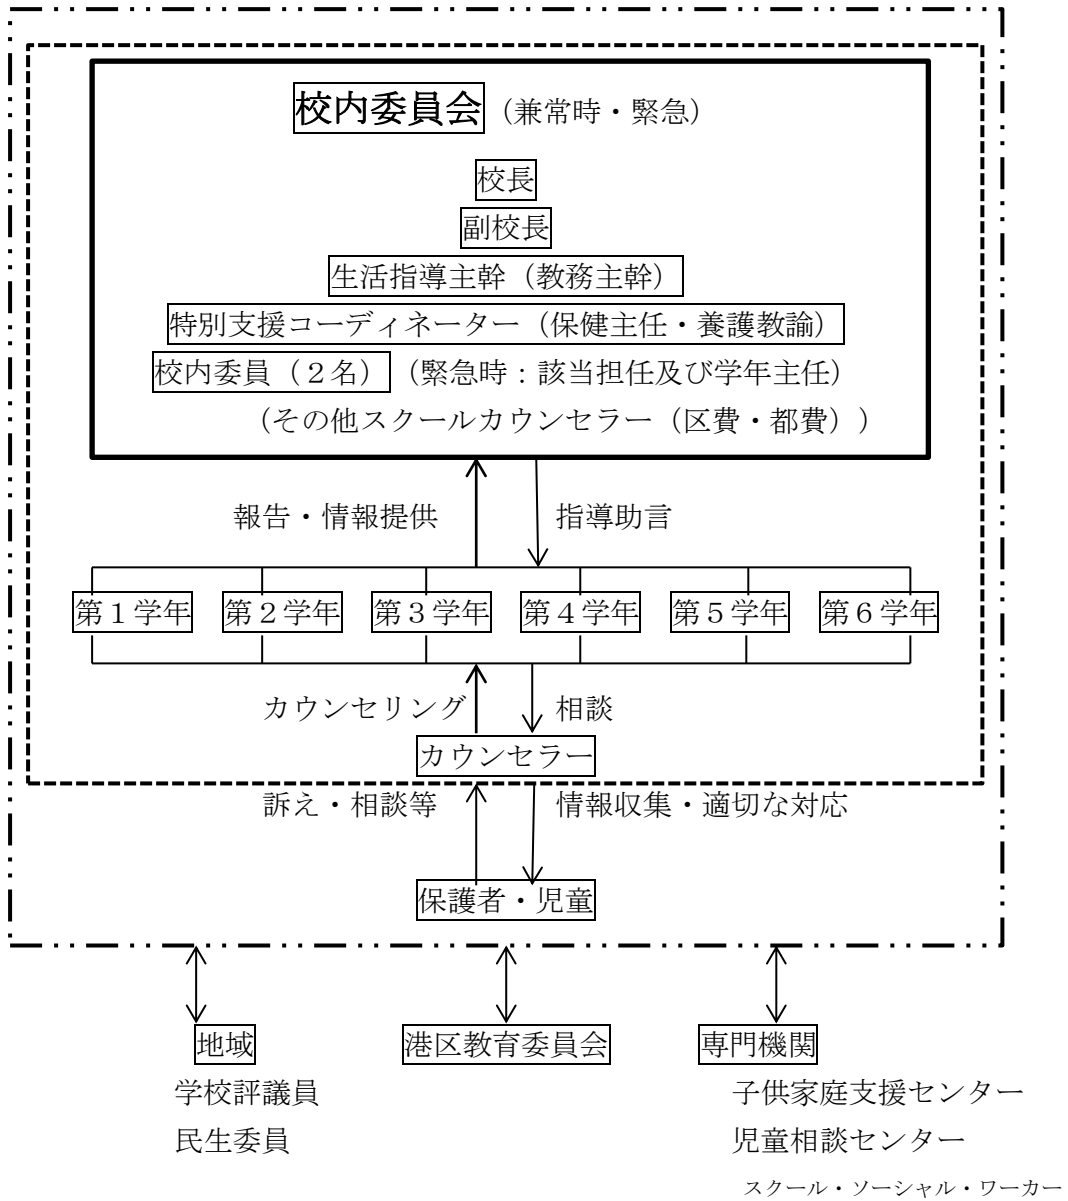 校内委員会（兼常時・緊急）
校長
副校長
生活指導主幹（教務主幹）
特別支援コーディネーター（保健主任・養護教諭）
校内委員（２名）（緊急時：該当担任及び学年主任）
（その他スクールカウンセラー（区費・都費））
報告・情報提供　指導助言
第１学年　第２学年　第３学年　第４学年　第５学年　第６学年
カウンセリング　相談
カウンセラー
訴え・相談等　情報収集・適切な対応
保護者・児童
地域　港区教育委員会　専門機関
学校評議員　子供家庭支援センター
民生委員　児童相談センター
スクール・ソーシャル・ワーカー